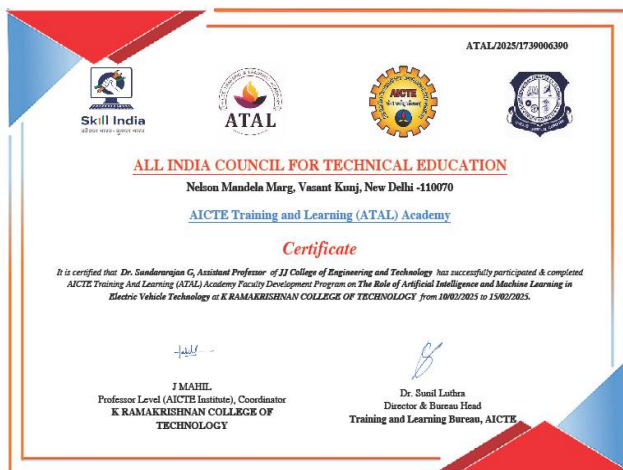 ATAL/2025/1739006390
Skill India
कौशल भारत - कुशल भारत
ATAL
AICTE
ALL INDIA COUNCIL FOR TECHNICAL EDUCATION
Nelson Mandela Marg, Vasant Kunj, New Delhi -110070
AICTE Training and Learning (ATAL) Academy
Certificate
It is certified that Dr. Sundararajan G, Assistant Professor of JJ College of Engineering and Technology has successfully participated & completed
AICTE Training And Learning (ATAL) Academy Faculty Development Program on The Role of Artificial Intelligence and Machine Learning in
Electric Vehicle Technology at K RAMAKRISHNAN COLLEGE OF TECHNOLOGY from 10/02/2025 to 15/02/2025.
J MAHIL
Professor Level (AICTE Institute), Coordinator
K RAMAKRISHNAN COLLEGE OF
TECHNOLOGY
Dr. Sunil Luthra
Director & Bureau Head
Training and Learning Bureau, AICTE